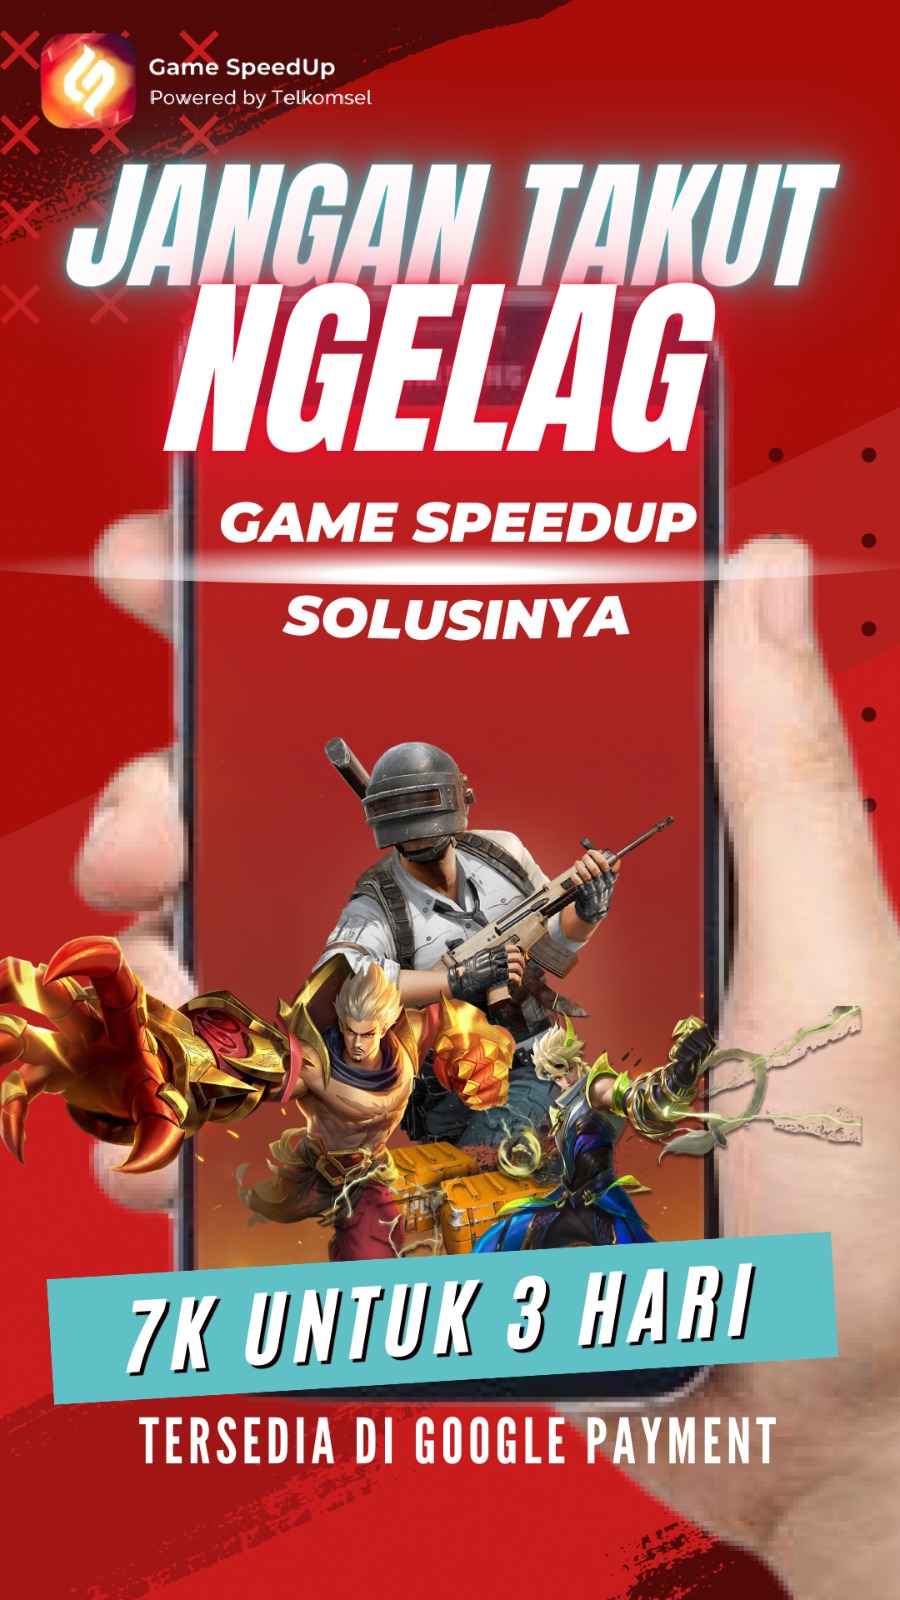 Game SpeedUp
Powered by Telkomsel
JANGAN TAKUT
NGELAG
GAME SPEEDUP
SOLUSINYA
7K UNTUK 3 HARI
TERSEDIA DI GOOGLE PAYMENT